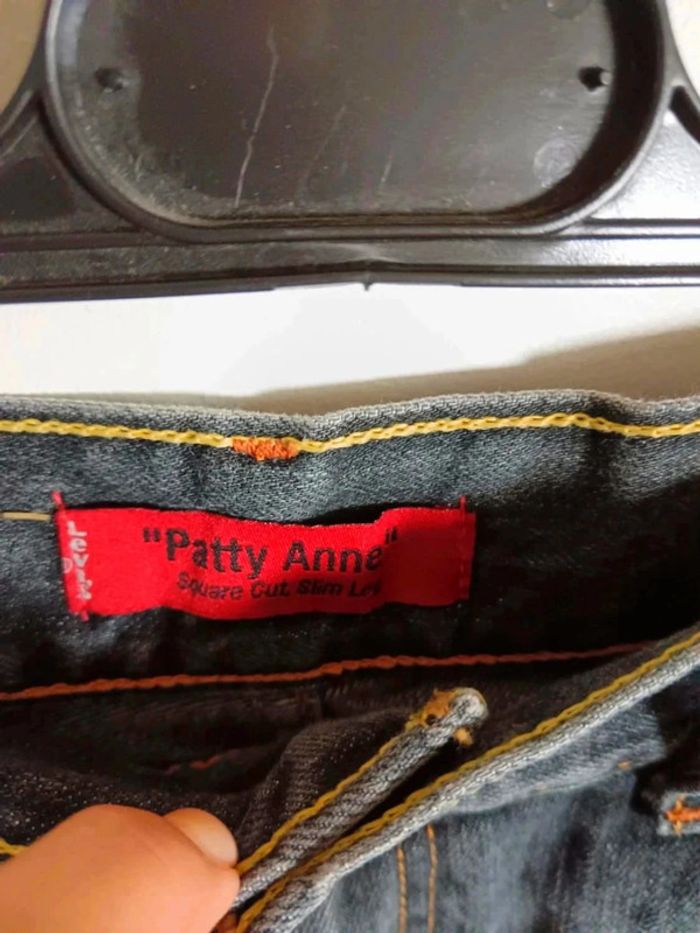 LEVI'S
"Patty Anne"
Square Cut, Slim Leg